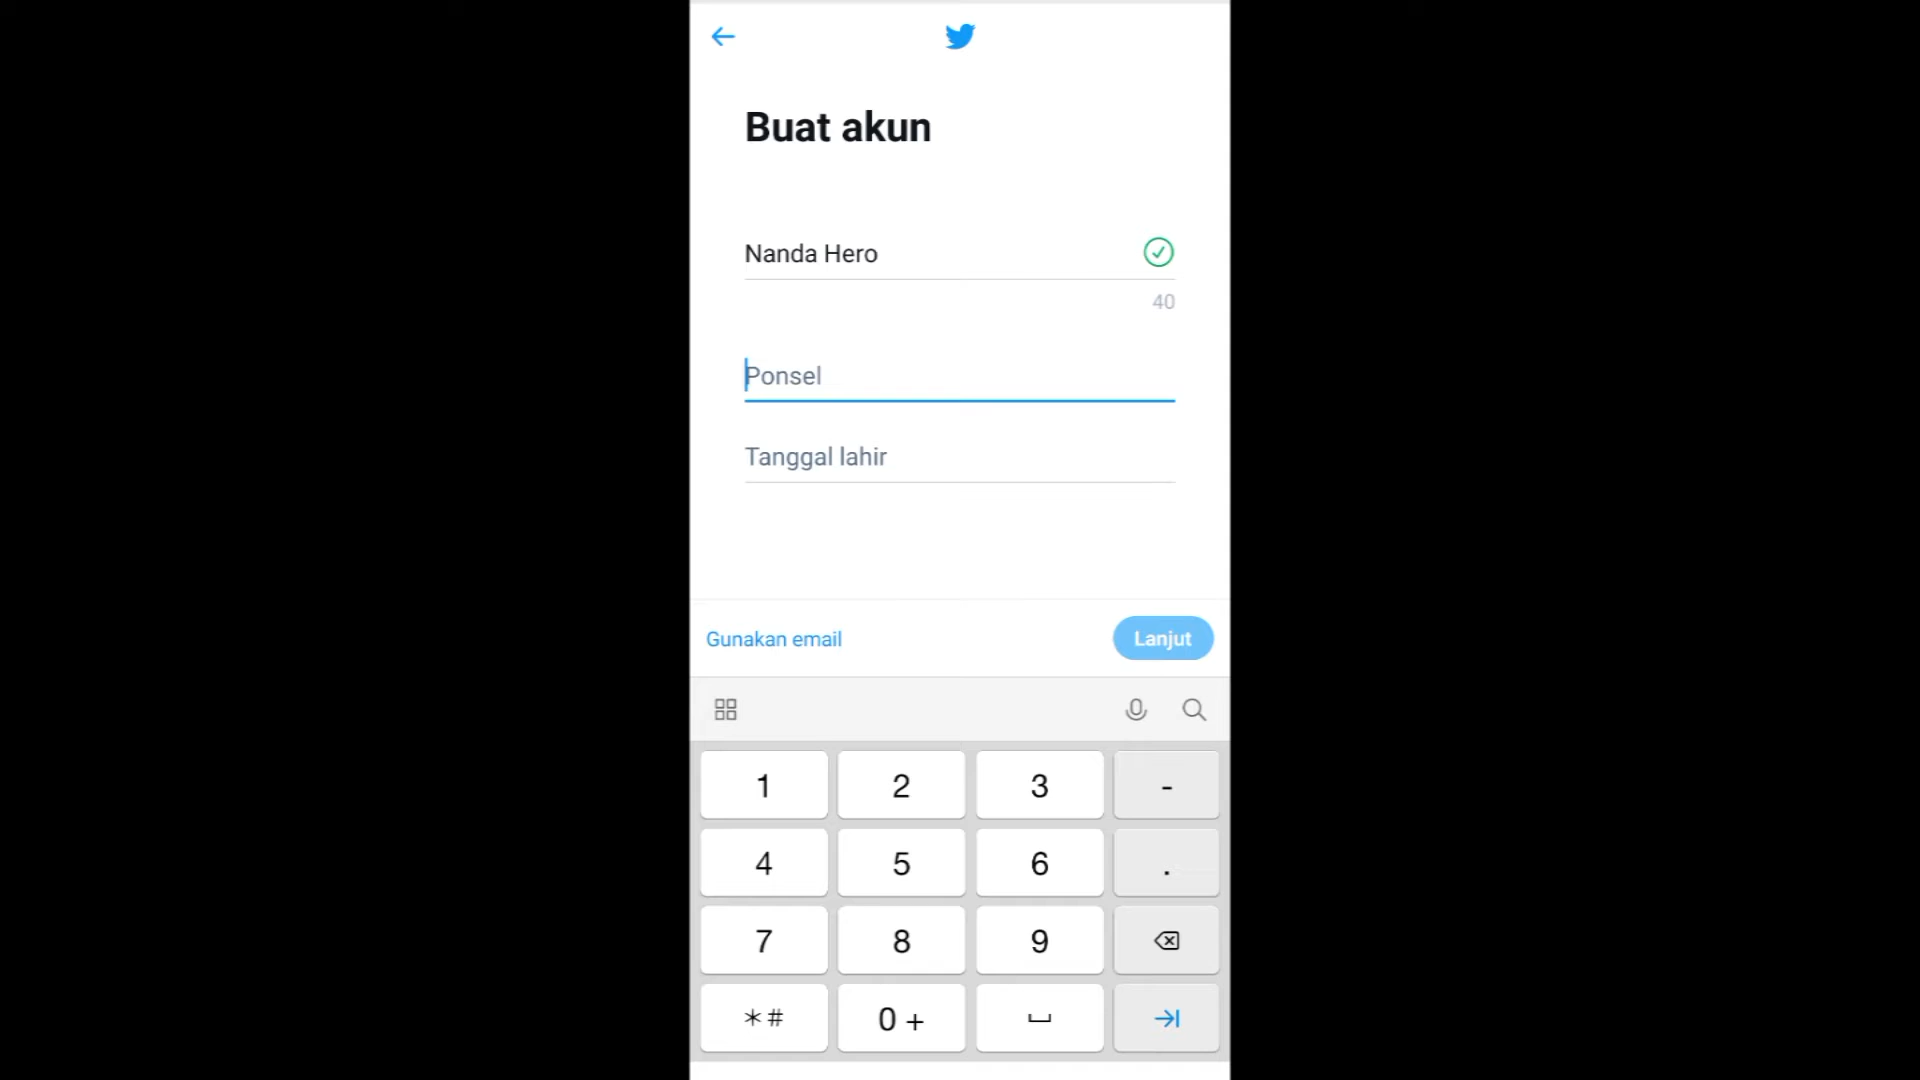 Buat akun
Nanda Hero
40
Ponsel
Tanggal lahir
Gunakan email
Lanjut
1 2 3 -
4 5 6 .
7 8 9
*# 0 +